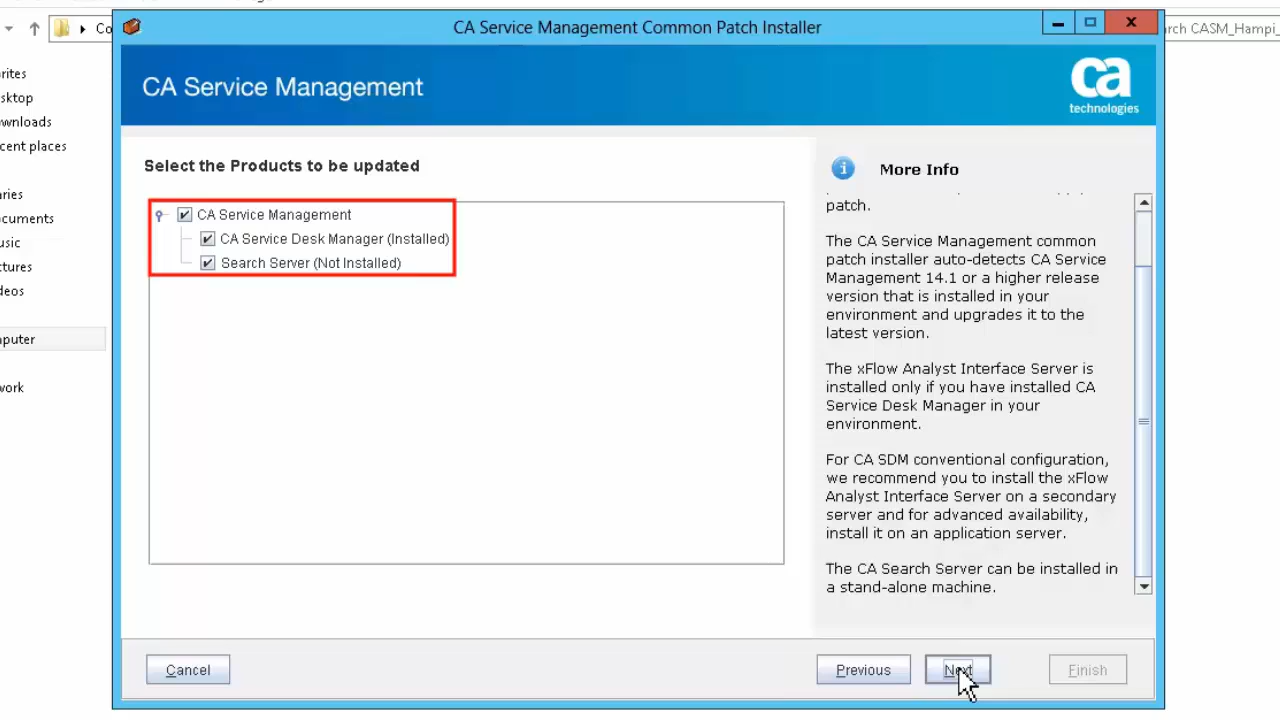 CA Service Management Common Patch Installer
Co
rch CASM_Hampi_
CA Service Management
ca
technologies
rites
sktop
wnloads
cent places
ries
cuments
usic
tures
deos
puter
work
Select the Products to be updated
CA Service Management
CA Service Desk Manager (Installed)
Search Server (Not Installed)
More Info
patch.
The CA Service Management common
patch installer auto-detects CA Service
Management 14.1 or a higher release
version that is installed in your
environment and upgrades it to the
latest version.
The xFlow Analyst Interface Server is
installed only if you have installed CA
Service Desk Manager in your
environment.
For CA SDM conventional configuration,
we recommend you to install the xFlow
Analyst Interface Server on a secondary
server and for advanced availability,
install it on an application server.
The CA Search Server can be installed in
a stand-alone machine.
Cancel
Previous
Next
Finish